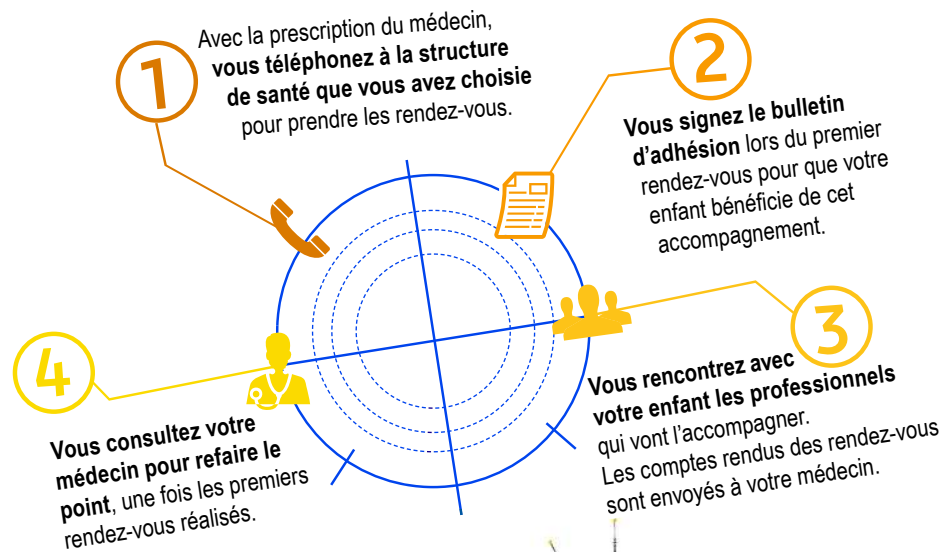 1
Avec la prescription du médecin,
vous téléphonez à la structure
de santé que vous avez choisie
pour prendre les rendez-vous.
2
Vous signez le bulletin
d'adhésion lors du premier
rendez-vous pour que votre
enfant bénéficie de cet
accompagnement.
3
Vous rencontrez avec
votre enfant les professionnels
qui vont l'accompagner.
Les comptes rendus des rendez-vous
sont envoyés à votre médecin.
4
Vous consultez votre
médecin pour refaire le
point, une fois les premiers
rendez-vous réalisés.